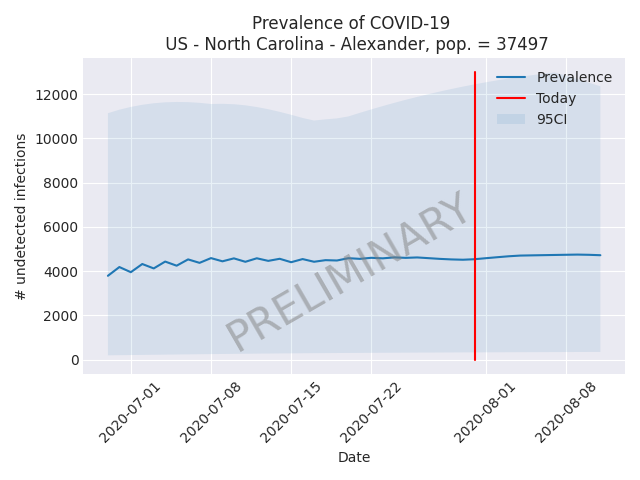 Prevalence of COVID-19
US - North Carolina - Alexander, pop. = 37497
# undetected infections
12000
10000
8000
6000
4000
2000
0
Prevalence
Today
95CI
PRELIMINARY
2020-07-01
2020-07-08
2020-07-15
2020-07-22
2020-08-01
2020-08-08
Date